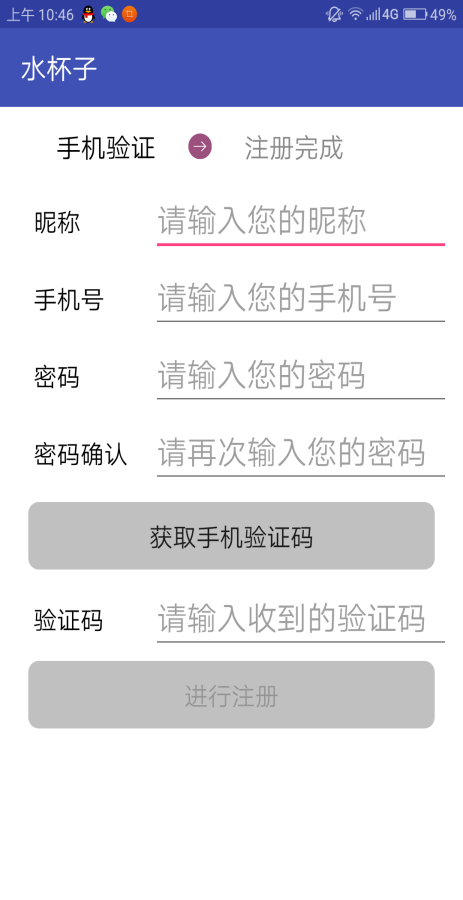 上午 10:46 4G 49%
水杯子
手机验证 注册完成
昵称 请输入您的昵称
手机号 请输入您的手机号
密码 请输入您的密码
密码确认 请再次输入您的密码
获取手机验证码
验证码 请输入收到的验证码
进行注册